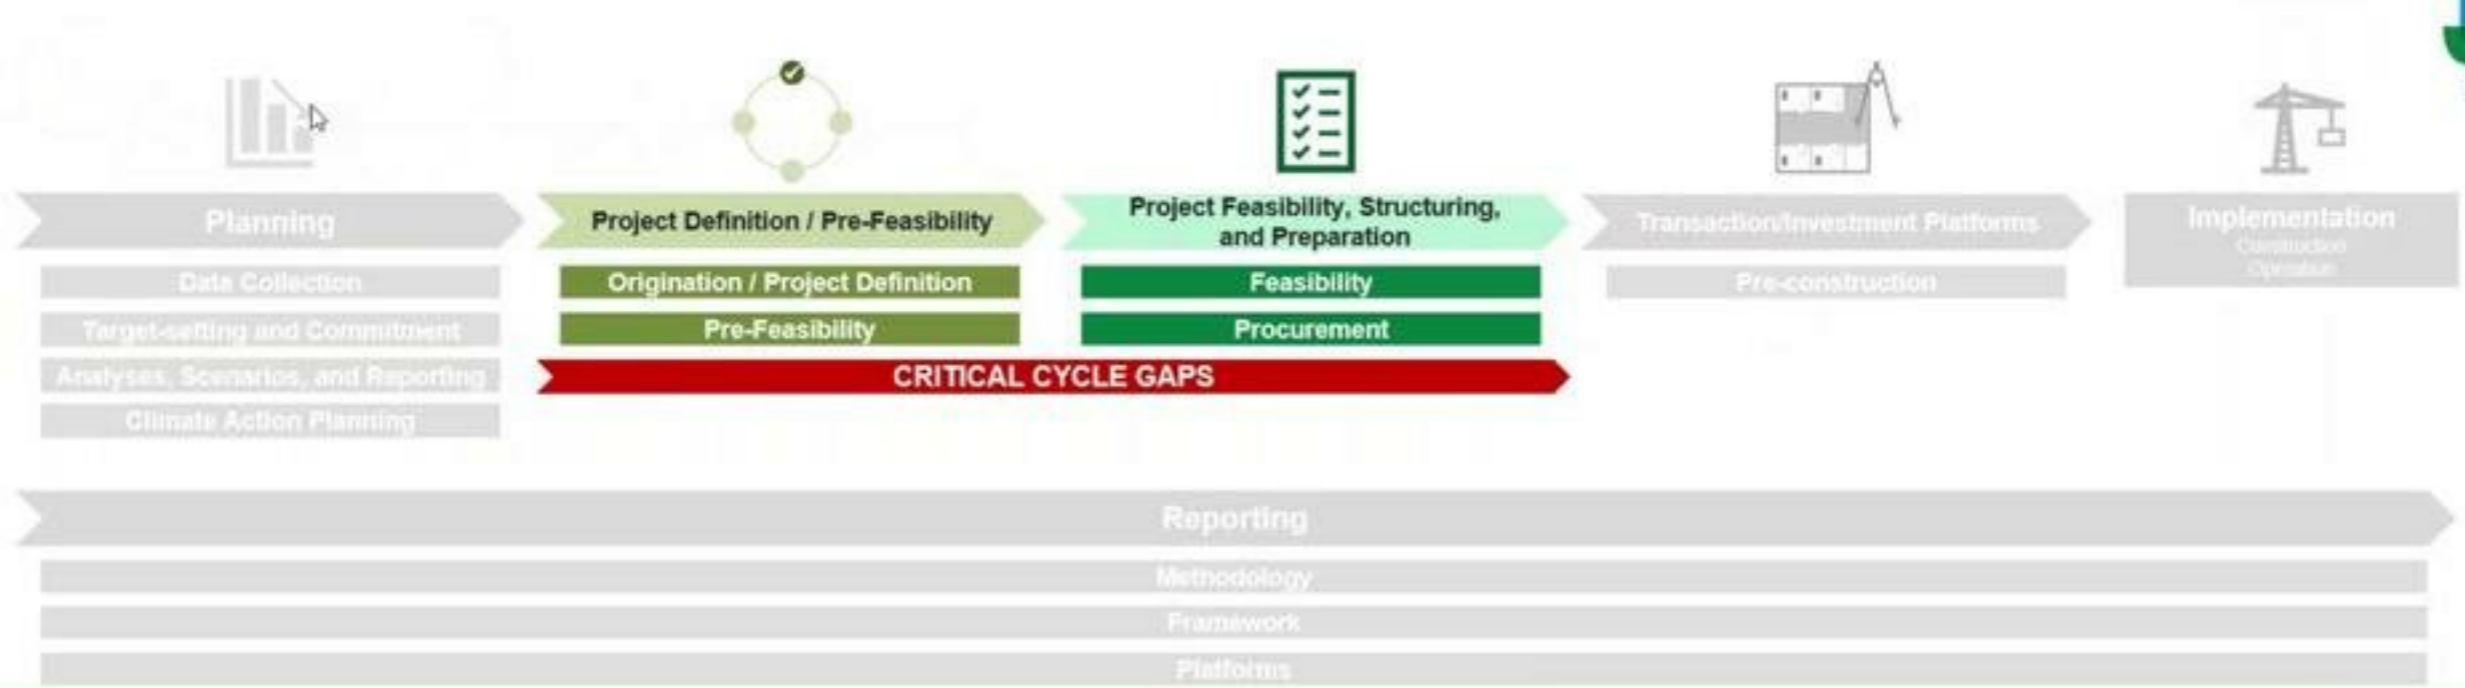 Planning
Data Collection
Target-setting and Commitment
Analyses, Scenarios, and Reporting
Climate Action Planning
Project Definition / Pre-Feasibility
Origination / Project Definition
Pre-Feasibility
Project Feasibility, Structuring,
and Preparation
Feasibility
Procurement
CRITICAL CYCLE GAPS
Transaction/Investment Platforms
Pre-construction
Implementation
Construction
Operation
Reporting
Methodology
Framework
Platforms